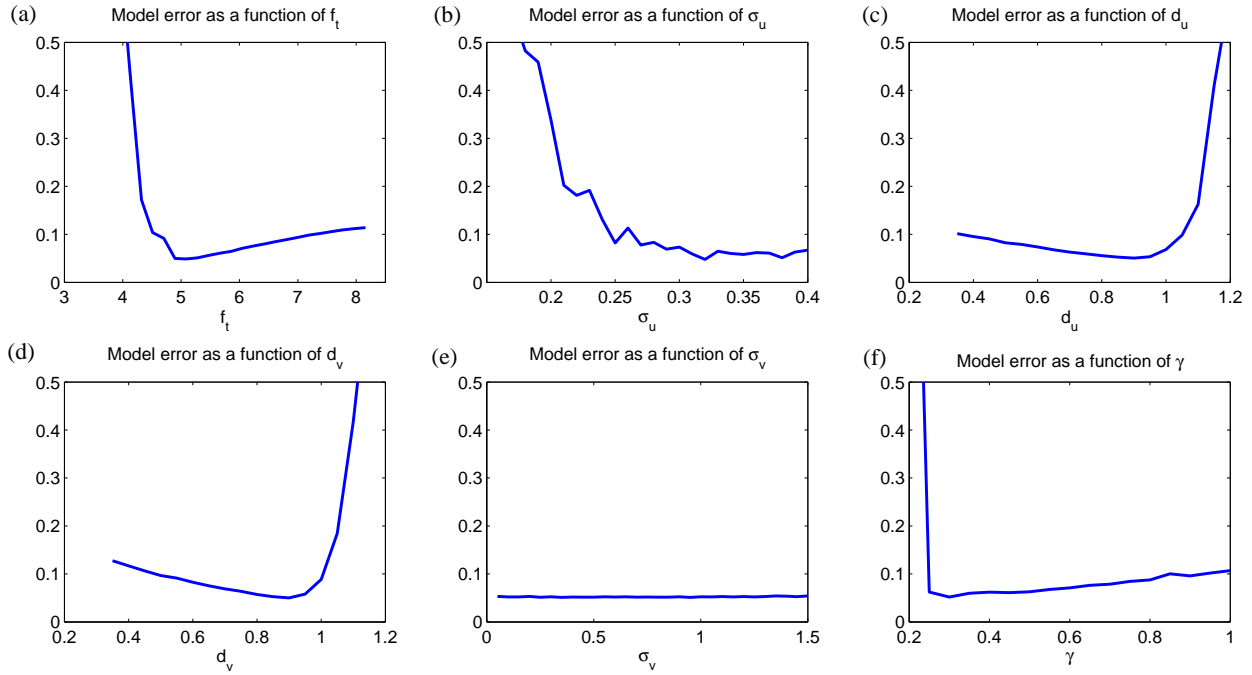 (a) Model error as a function of f_t
0.5
0.4
0.3
0.2
0.1
0
3 4 5 6 7 8
f_t
(b) Model error as a function of σ_u
0.5
0.4
0.3
0.2
0.1
0
0.2 0.25 0.3 0.35 0.4
σ_u
(c) Model error as a function of d_u
0.5
0.4
0.3
0.2
0.1
0
0.2 0.4 0.6 0.8 1 1.2
d_u
(d) Model error as a function of d_v
0.5
0.4
0.3
0.2
0.1
0
0.2 0.4 0.6 0.8 1 1.2
d_v
(e) Model error as a function of σ_v
0.5
0.4
0.3
0.2
0.1
0
0 0.5 1 1.5
σ_v
(f) Model error as a function of γ
0.5
0.4
0.3
0.2
0.1
0
0.2 0.4 0.6 0.8 1
γ